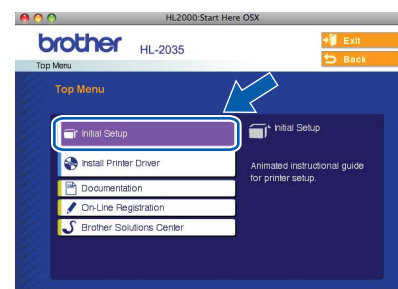 HL2000:Start Here OSX
brother HL-2035
Exit
Back
Top Menu
Top Menu
Initial Setup
Install Printer Driver
Documentation
On-Line Registration
Brother Solutions Center
Initial Setup
Animated instructional guide
for printer setup.